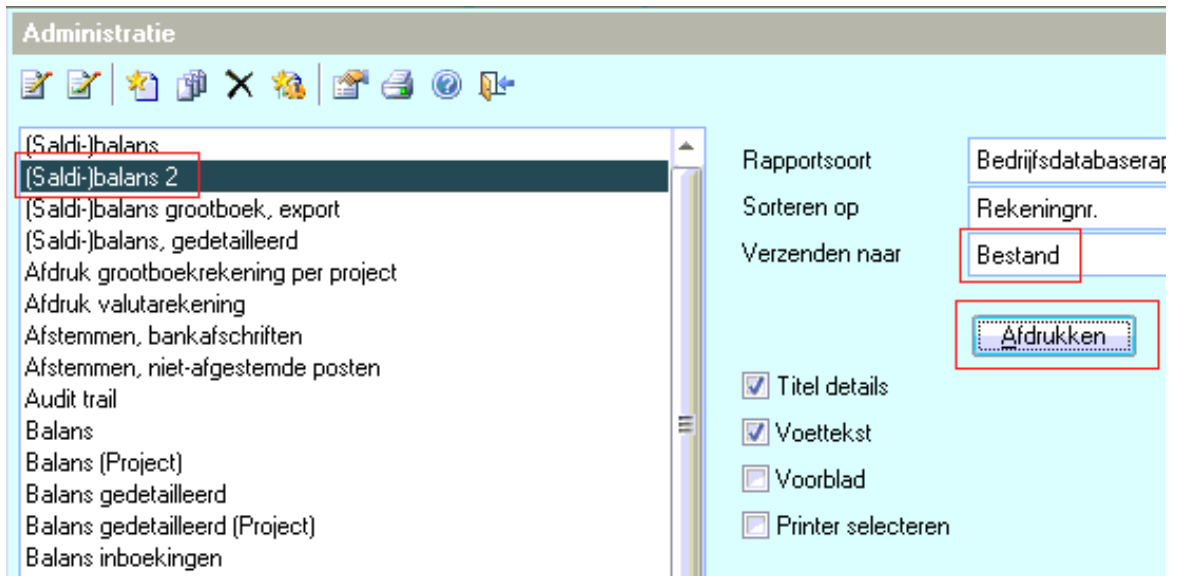 Administratie
(Saldi-)balans
(Saldi-)balans 2
(Saldi-)balans grootboek, export
(Saldi-)balans, gedetailleerd
Afdruk grootboekrekening per project
Afdruk valutarekening
Afstemmen, bankafschriften
Afstemmen, niet-afgestemde posten
Audit trail
Balans
Balans (Project)
Balans gedetailleerd
Balans gedetailleerd (Project)
Balans inboekingen
Rapportsoort Bedrijfsdatabaserap
Sorteren op Rekeningnr.
Verzenden naar Bestand
Afdrukken
Titel details
Voettekst
Voorblad
Printer selecteren